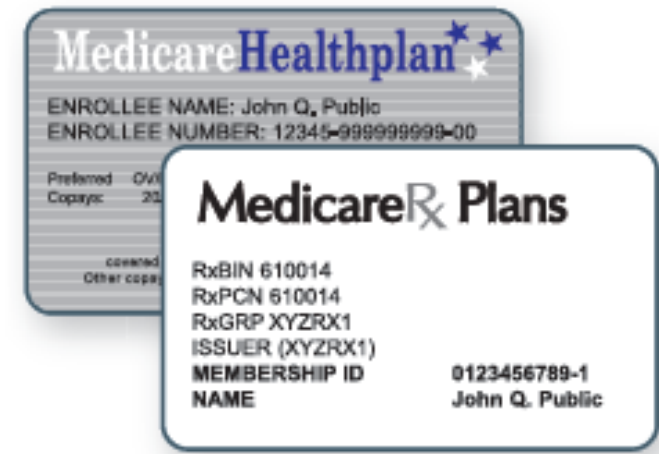 MedicareHealthplan
ENROLLEE NAME: John Q. Public
ENROLLEE NUMBER: 12345-999999999-00
Preferred
Copays: 20
covered
Other
MedicareRx Plans
RxBIN 610014
RxPCN 610014
RxGRP XYZRX1
ISSUER (XYZRX1)
MEMBERSHIP ID 0123456789-1
NAME John Q. Public